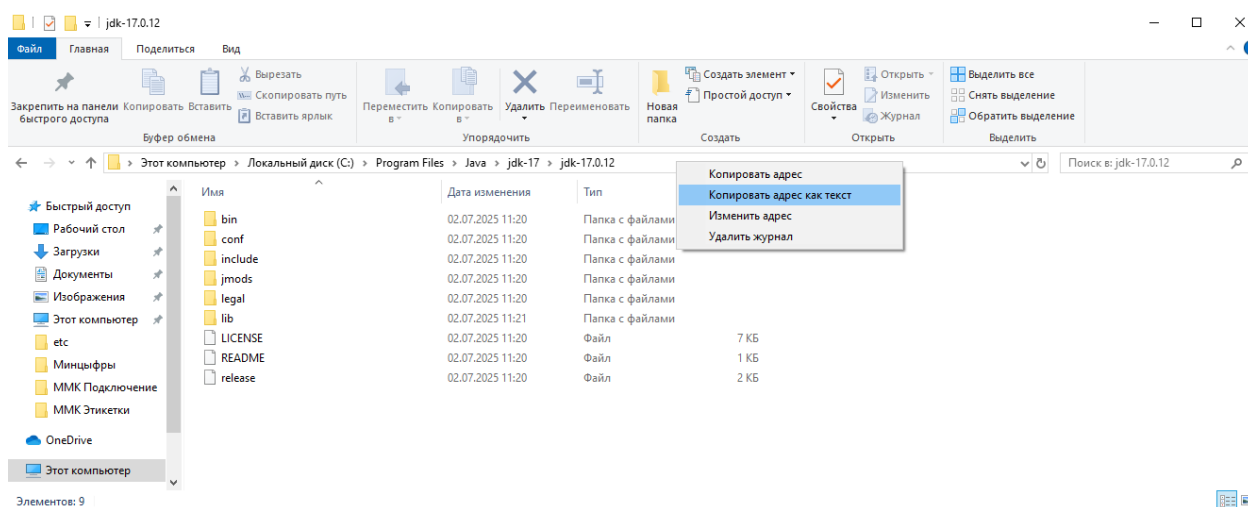 jdk-17.0.12
Файл Главная Поделиться Вид
Закрепить на панели быстрого доступа
Копировать
Вставить
Вырезать
Скопировать путь
Вставить ярлык
Буфер обмена
Переместить в
Копировать в
Удалить
Переименовать
Упорядочить
Новая папка
Создать элемент
Простой доступ
Создать
Свойства
Открыть
Изменить
Журнал
Открыть
Выделить все
Снять выделение
Обратить выделение
Выделить
Этот компьютер > Локальный диск (C:) > Program Files > Java > jdk-17 > jdk-17.0.12
Поиск в: jdk-17.0.12
Копировать адрес
Копировать адрес как текст
Изменить адрес
Удалить журнал
Быстрый доступ
Рабочий стол
Загрузки
Документы
Изображения
Этот компьютер
etc
Минцыфры
ММК Подключение
ММК Этикетки
OneDrive
Этот компьютер
Имя Дата изменения Тип
bin 02.07.2025 11:20 Папка с файлами
conf 02.07.2025 11:20 Папка с файлами
include 02.07.2025 11:20 Папка с файлами
jmods 02.07.2025 11:20 Папка с файлами
legal 02.07.2025 11:20 Папка с файлами
lib 02.07.2025 11:21 Папка с файлами
LICENSE 02.07.2025 11:20 Файл 7 КБ
README 02.07.2025 11:20 Файл 1 КБ
release 02.07.2025 11:20 Файл 2 КБ
Элементов: 9